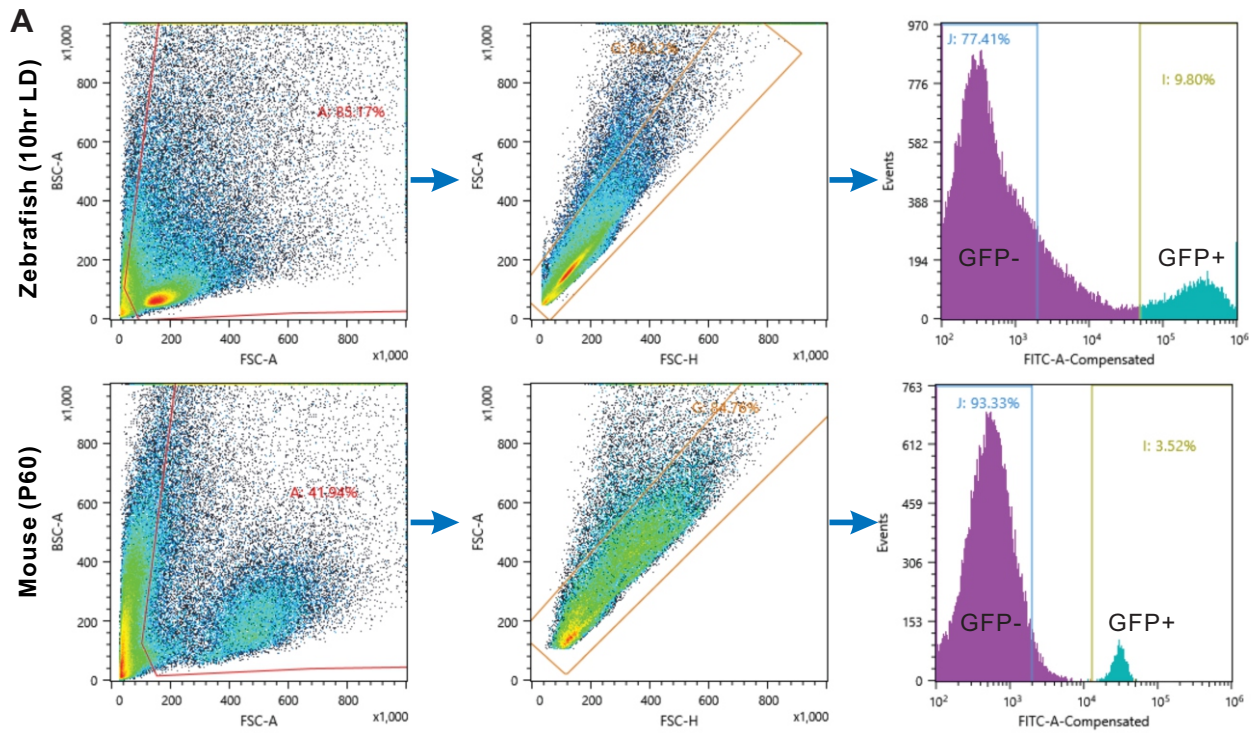 A
Zebrafish (10hr LD)
x1,000
800
600
400
200
0
BSC-A
A: 85.17%
0 200 400 600 800
FSC-A
x1,000
x1,000
800
600
400
200
0
FSC-A
0 200 400 600 800
FSC-H
x1,000
970
776
582
388
194
0
Events
J: 77.41%
I: 9.80%
GFP-
GFP+
10² 10³ 10⁴ 10⁵ 10⁶
FITC-A-Compensated
Mouse (P60)
x1,000
800
600
400
200
0
BSC-A
A: 41.94%
0 200 400 600 800
FSC-A
x1,000
x1,000
800
600
400
200
0
FSC-A
G: 84.78%
0 200 400 600 800
FSC-H
x1,000
763
612
459
306
153
0
Events
J: 93.33%
I: 3.52%
GFP-
GFP+
10² 10³ 10⁴ 10⁵ 10⁶
FITC-A-Compensated